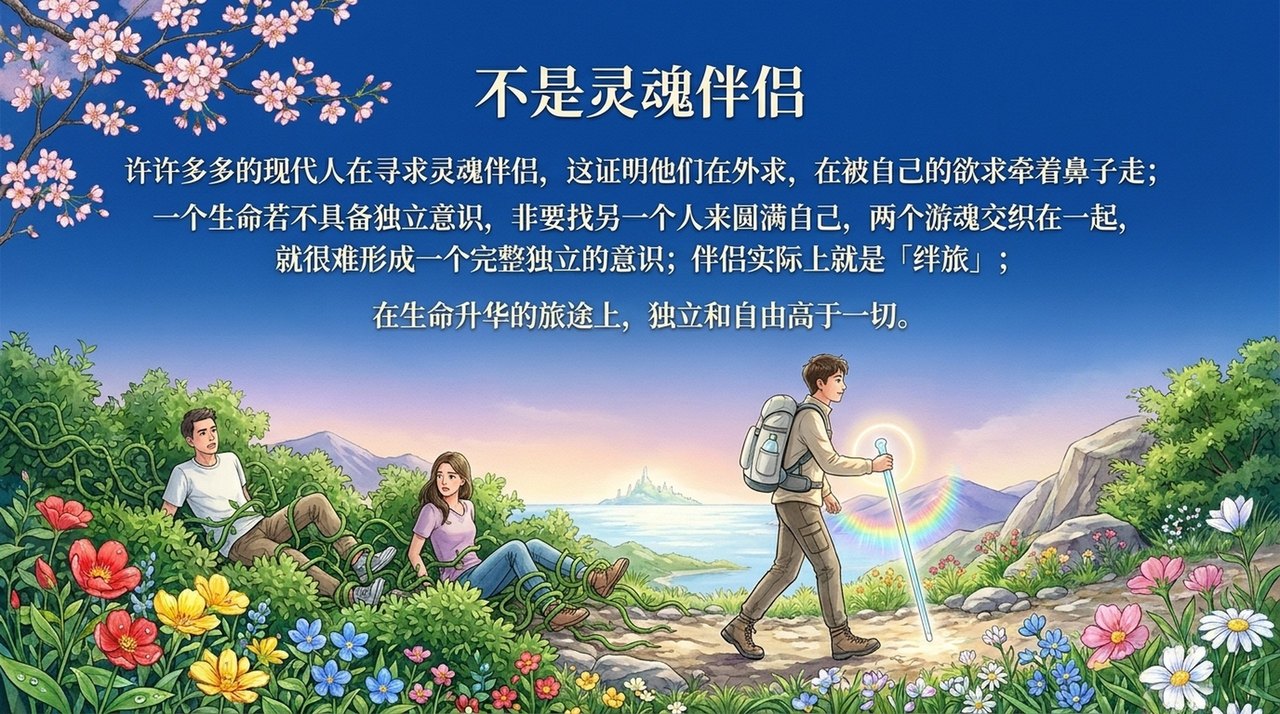 不是灵魂伴侣
许许多多的现代人在寻求灵魂伴侣，这证明他们在外求，在被自己的欲求牵着鼻子走；
一个生命若不具备独立意识，非要找另一个人来圆满自己，两个游魂交织在一起，
就很难形成一个完整独立的意识；伴侣实际上就是「绊旅」；
在生命升华的旅途上，独立和自由高于一切。